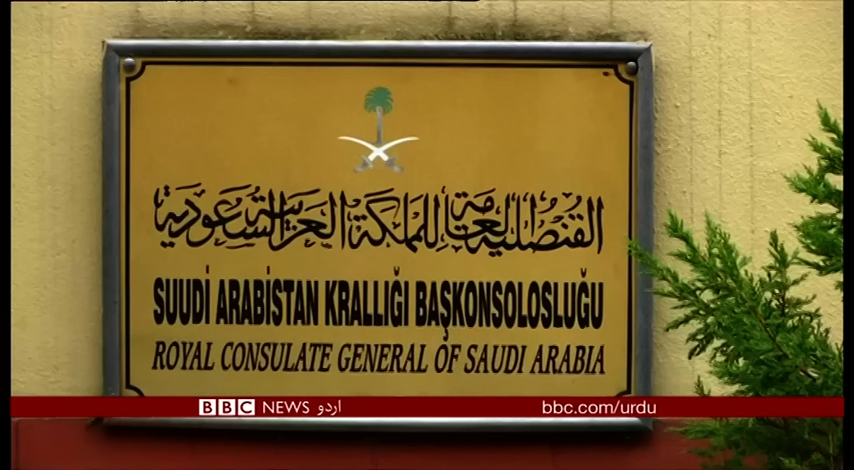 القنصلية العامة للمملكة العربية السعودية
SUUDİ ARABİSTAN KRALLIĞI BAŞKONSOLOSLUĞU
ROYAL CONSULATE GENERAL OF SAUDI ARABIA
BBC NEWS اردو bbc.com/urdu